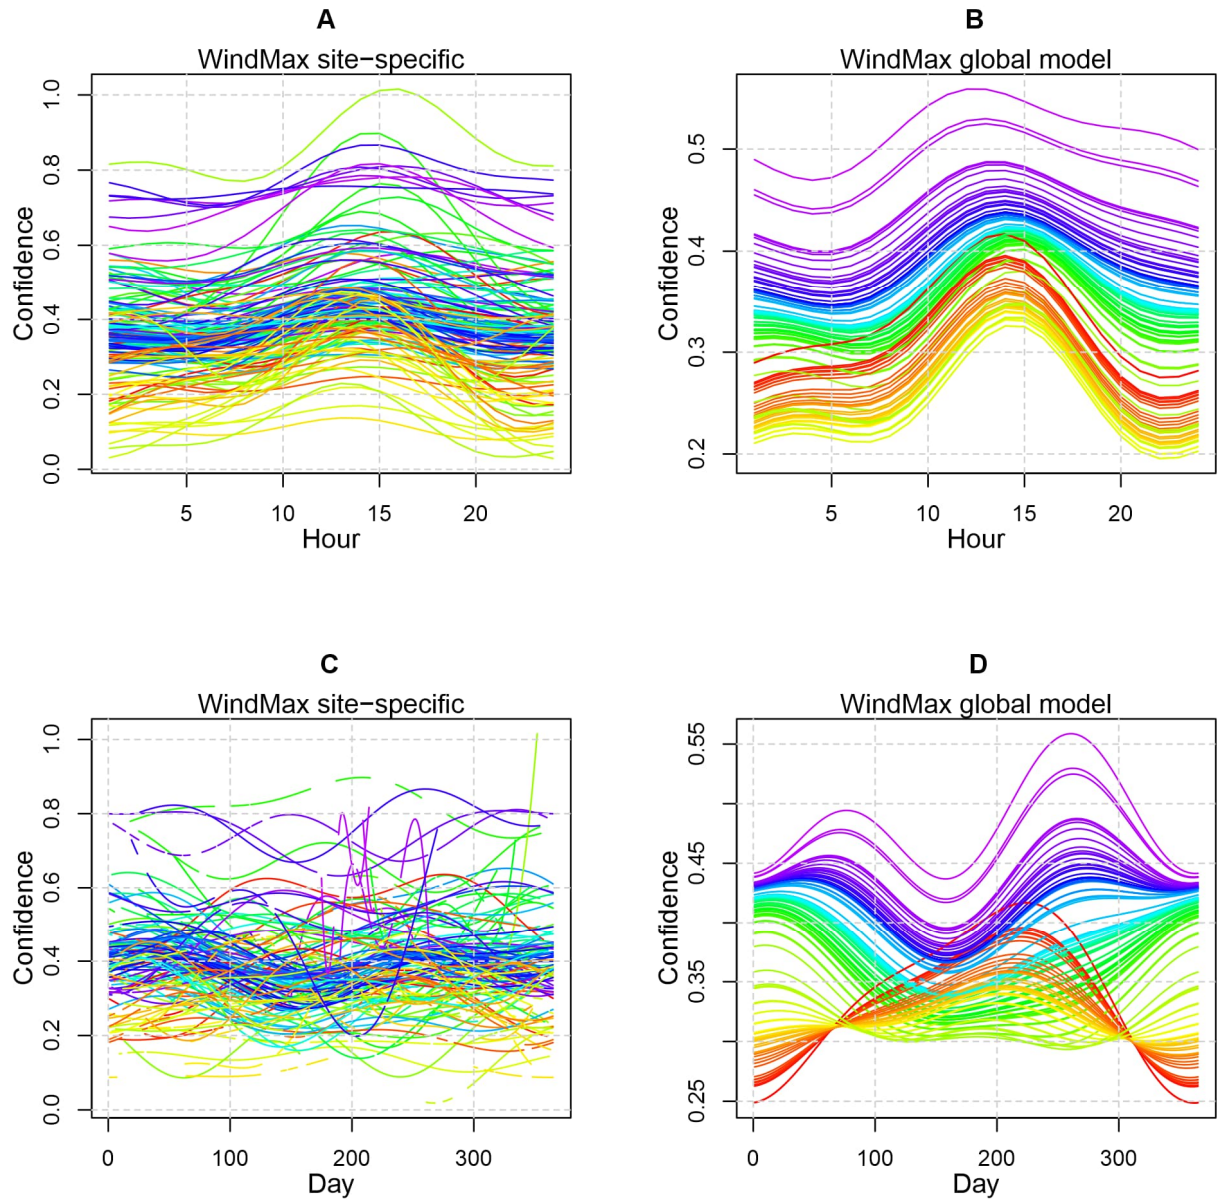 A
WindMax site−specific
Confidence
0.0 0.2 0.4 0.6 0.8 1.0
5 10 15 20
Hour
B
WindMax global model
Confidence
0.2 0.3 0.4 0.5
5 10 15 20
Hour
C
WindMax site−specific
Confidence
0.0 0.2 0.4 0.6 0.8 1.0
0 100 200 300
Day
D
WindMax global model
Confidence
0.25 0.35 0.45 0.55
0 100 200 300
Day